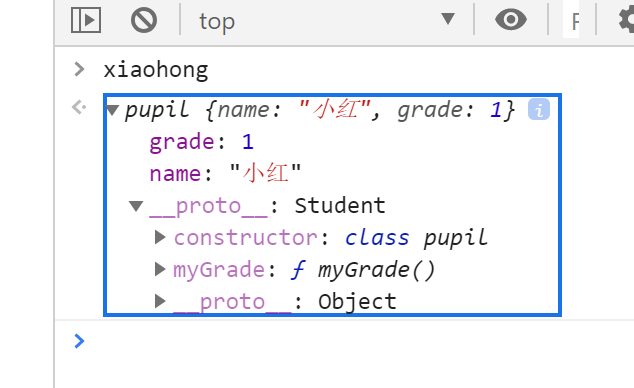 top
xiaohong
pupil {name: "小红", grade: 1} i
grade: 1
name: "小红"
__proto__: Student
constructor: class pupil
myGrade: ƒ myGrade()
__proto__: Object